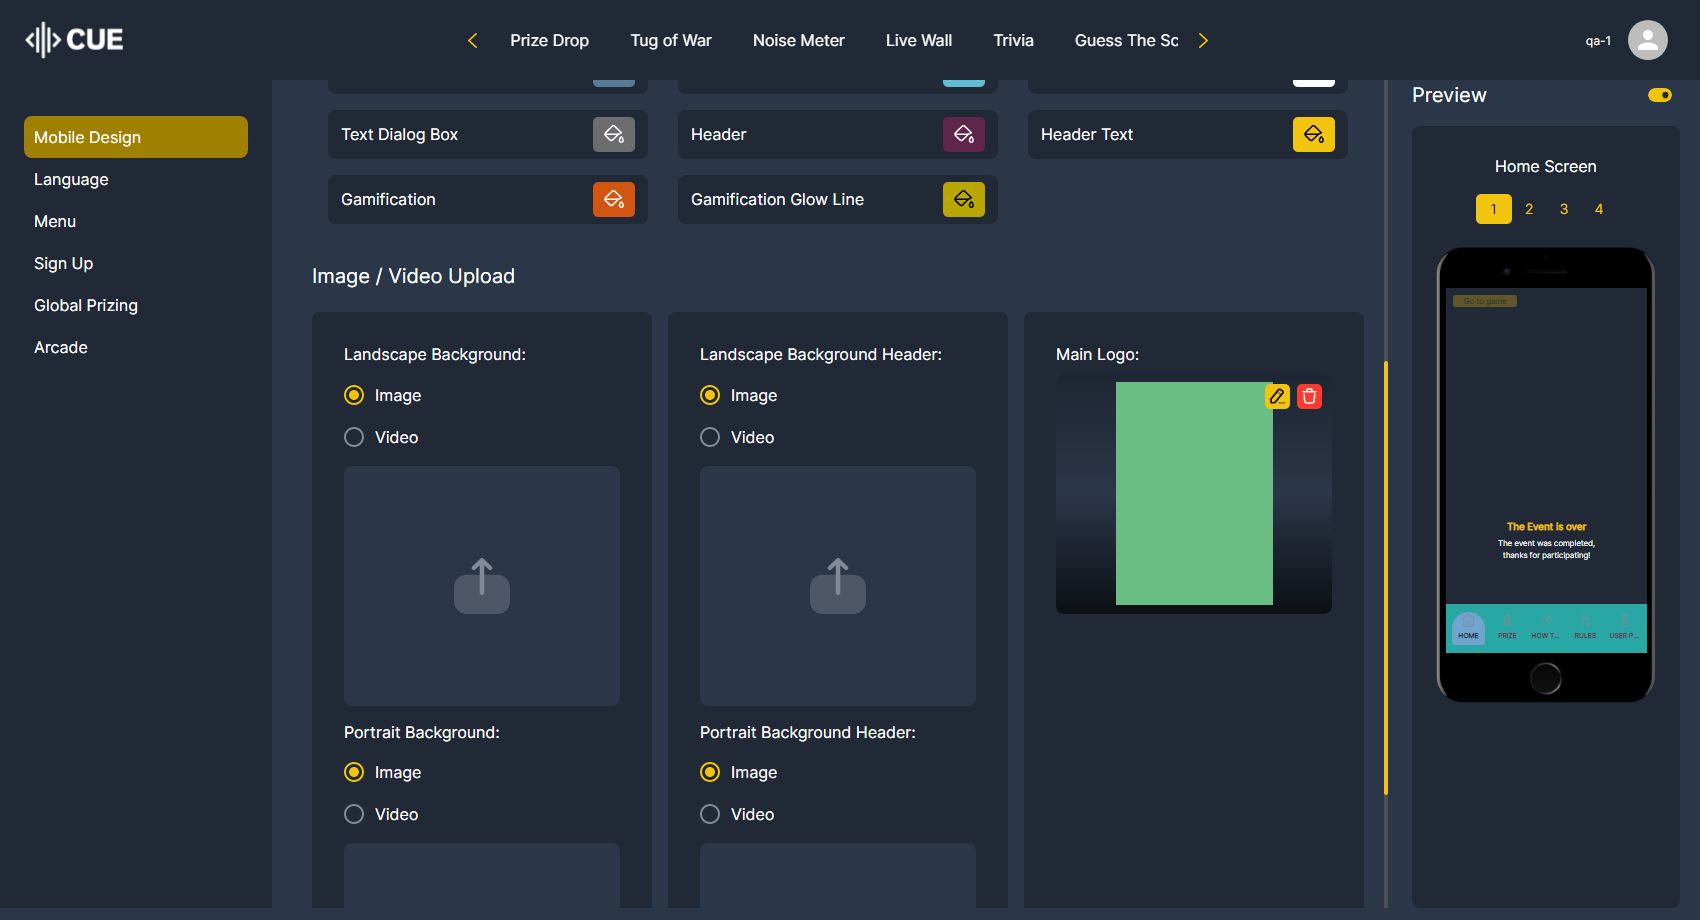 CUE
Prize Drop
Tug of War
Noise Meter
Live Wall
Trivia
Guess The Sc
qa-1
Mobile Design
Language
Menu
Sign Up
Global Prizing
Arcade
Text Dialog Box
Header
Header Text
Gamification
Gamification Glow Line
Image / Video Upload
Landscape Background:
Image
Video
Portrait Background:
Image
Video
Landscape Background Header:
Image
Video
Portrait Background Header:
Image
Video
Main Logo:
Preview
Home Screen
1 2 3 4
Go to game
The Event is over
The event was completed,
thanks for participating!
HOME PRIZE HOW T... RULES USER P...